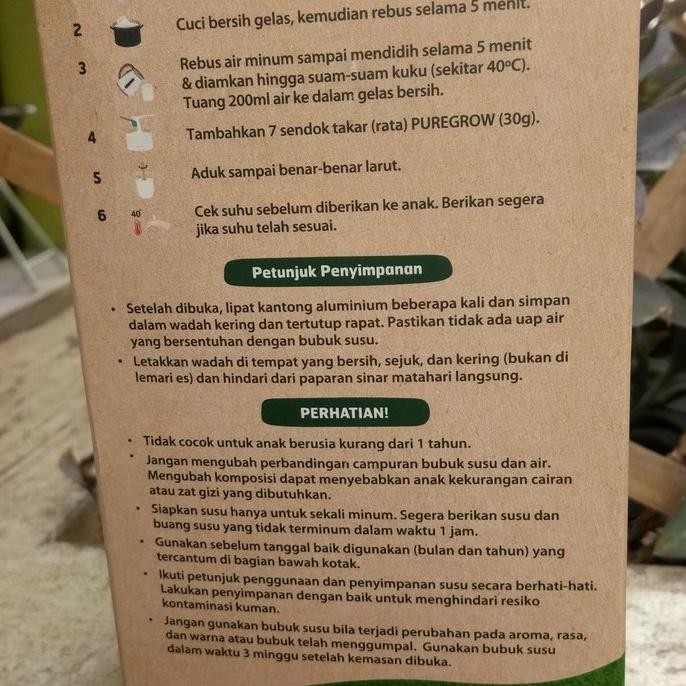 2
Cuci bersih gelas, kemudian rebus selama 5 menit.
3
Rebus air minum sampai mendidih selama 5 menit
& diamkan hingga suam-suam kuku (sekitar 40ºC).
Tuang 200ml air ke dalam gelas bersih.
4
Tambahkan 7 sendok takar (rata) PUREGROW (30g).
5
Aduk sampai benar-benar larut.
6
40°
Cek suhu sebelum diberikan ke anak. Berikan segera
jika suhu telah sesuai.
Petunjuk Penyimpanan
• Setelah dibuka, lipat kantong aluminium beberapa kali dan simpan
dalam wadah kering dan tertutup rapat. Pastikan tidak ada uap air
yang bersentuhan dengan bubuk susu.
• Letakkan wadah di tempat yang bersih, sejuk, dan kering (bukan di
lemari es) dan hindari dari paparan sinar matahari langsung.
PERHATIAN!
• Tidak cocok untuk anak berusia kurang dari 1 tahun.
• Jangan mengubah perbandingan campuran bubuk susu dan air.
Mengubah komposisi dapat menyebabkan anak kekurangan cairan
atau zat gizi yang dibutuhkan.
• Siapkan susu hanya untuk sekali minum. Segera berikan susu dan
buang susu yang tidak terminum dalam waktu 1 jam.
• Gunakan sebelum tanggal baik digunakan (bulan dan tahun) yang
tercantum di bagian bawah kotak.
• Ikuti petunjuk penggunaan dan penyimpanan susu secara berhati-hati.
Lakukan penyimpanan dengan baik untuk menghindari resiko
kontaminasi kuman.
• Jangan gunakan bubuk susu bila terjadi perubahan pada aroma, rasa,
dan warna atau bubuk telah menggumpal. Gunakan bubuk susu
dalam waktu 3 minggu setelah kemasan dibuka.